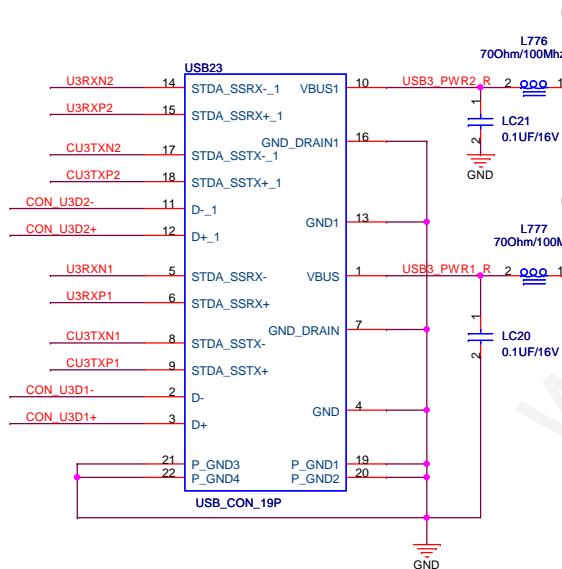 L776
70Ohm/100Mhz
USB23
U3RXN2 14 STDA_SSRX-_1 VBUS1 10 USB3_PWR2_R 2 1
U3RXP2 15 STDA_SSRX+_1
1
LC21
0.1UF/16V
2
GND
GND_DRAIN1 16
CU3TXN2 17 STDA_SSTX-_1
CU3TXP2 18 STDA_SSTX+_1
CON_U3D2- 11 D-_1
GND1 13
CON_U3D2+ 12 D+_1
L777
70Ohm/100M
U3RXN1 5 STDA_SSRX- VBUS 1 USB3_PWR1_R 2 1
U3RXP1 6 STDA_SSRX+
1
LC20
0.1UF/16V
2
GND_DRAIN 7
CU3TXN1 8 STDA_SSTX-
CU3TXP1 9 STDA_SSTX+
CON_U3D1- 2 D-
GND 4
CON_U3D1+ 3 D+
21 P_GND3 P_GND1 19
22 P_GND4 P_GND2 20
USB_CON_19P
GND